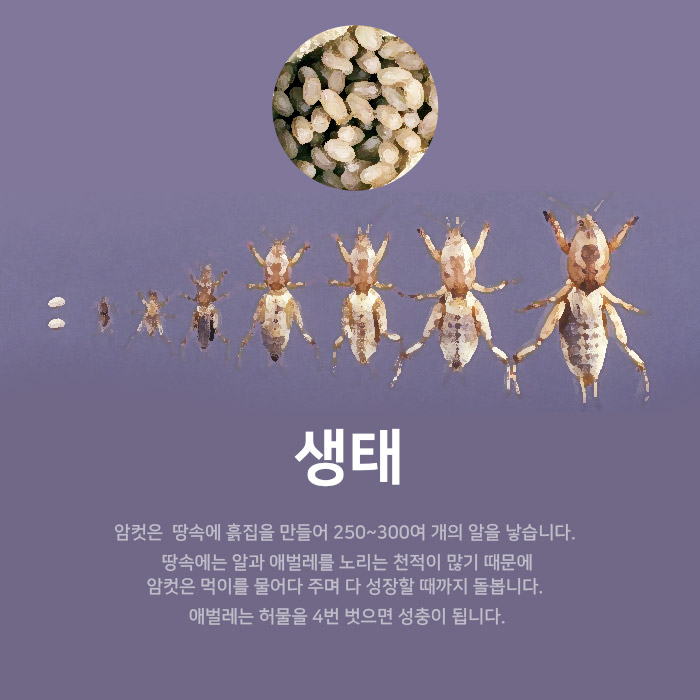 생태
암컷은 땅속에 흙집을 만들어 250~300여 개의 알을 낳습니다.
땅속에는 알과 애벌레를 노리는 천적이 많기 때문에
암컷은 먹이를 물어다 주며 다 성장할 때까지 돌봅니다.
애벌레는 허물을 4번 벗으면 성충이 됩니다.